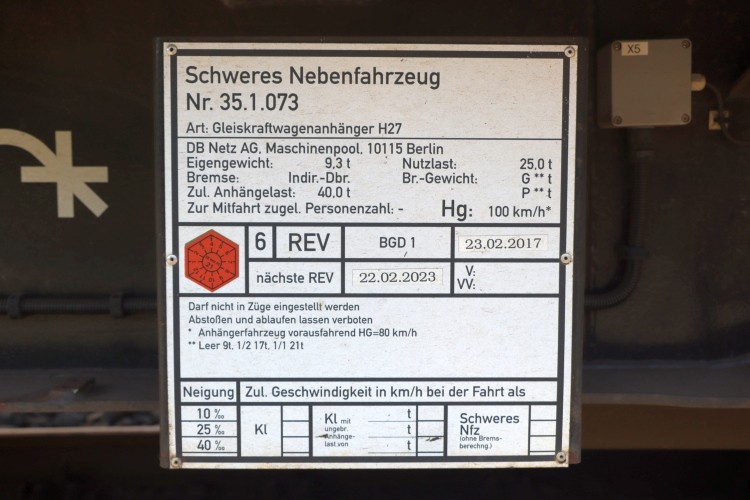 X5
Schweres Nebenfahrzeug
Nr. 35.1.073
Art: Gleiskraftwagenanhänger H27
DB Netz AG, Maschinenpool, 10115 Berlin
Eigengewicht: 9,3 t Nutzlast: 25,0 t
Bremse: Indir.-Dbr. Br.-Gewicht: G ** t
Zul. Anhängelast: 40,0 t P ** t
Zur Mitfahrt zugel. Personenzahl: - Hg: 100 km/h*
6 REV BGD 1 23.02.2017
nächste REV 22.02.2023 V:
VV:
Darf nicht in Züge eingestellt werden
Abstoßen und ablaufen lassen verboten
* Anhängerfahrzeug vorausfahrend HG=80 km/h
** Leer 9t, 1/2 17t, 1/1 21t
Neigung Zul. Geschwindigkeit in km/h bei der Fahrt als
10 ‰
25 ‰
40 ‰
Kl
Kl mit t
ungebr. t
Anhänge-
last von t
Schweres
Nfz
(ohne Brems-
berechng.)